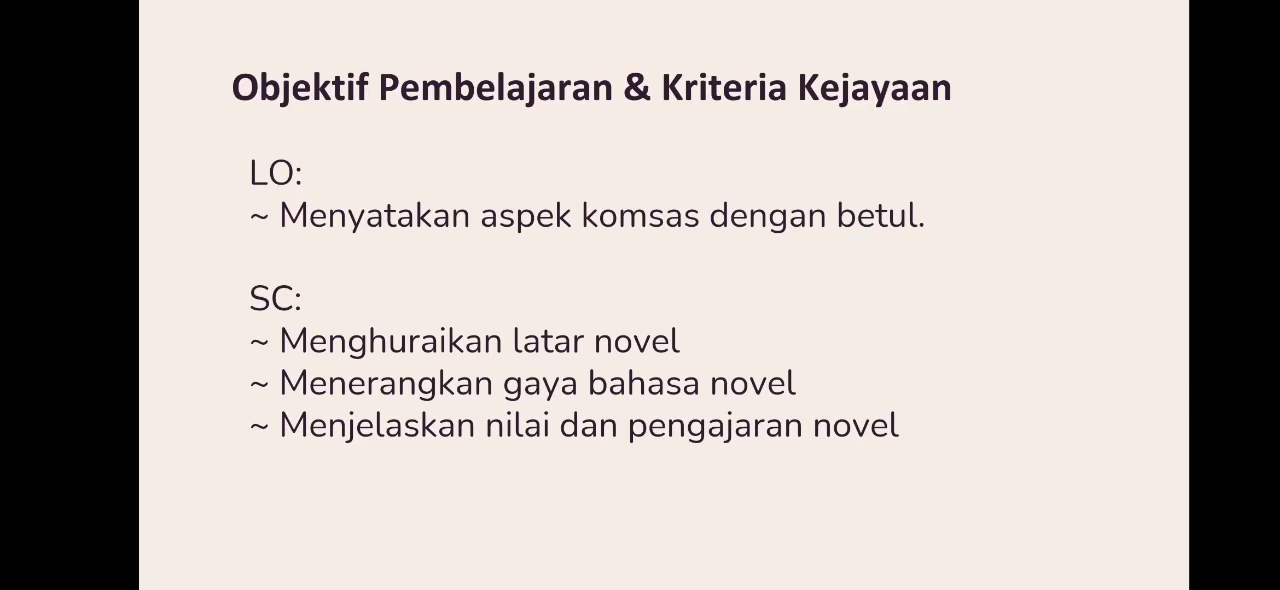 Objektif Pembelajaran & Kriteria Kejayaan
LO:
~ Menyatakan aspek komsas dengan betul.
SC:
~ Menghuraikan latar novel
~ Menerangkan gaya bahasa novel
~ Menjelaskan nilai dan pengajaran novel